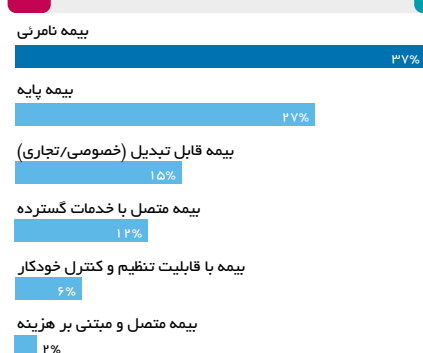 بیمه نامرئی
۳۷%
بیمه پایه
۲۷%
بیمه قابل تبدیل (خصوصی/تجاری)
۱۵%
بیمه متصل با خدمات گسترده
۱۲%
بیمه با قابلیت تنظیم و کنترل خودکار
۶%
بیمه متصل و مبتنی بر هزینه
۲%